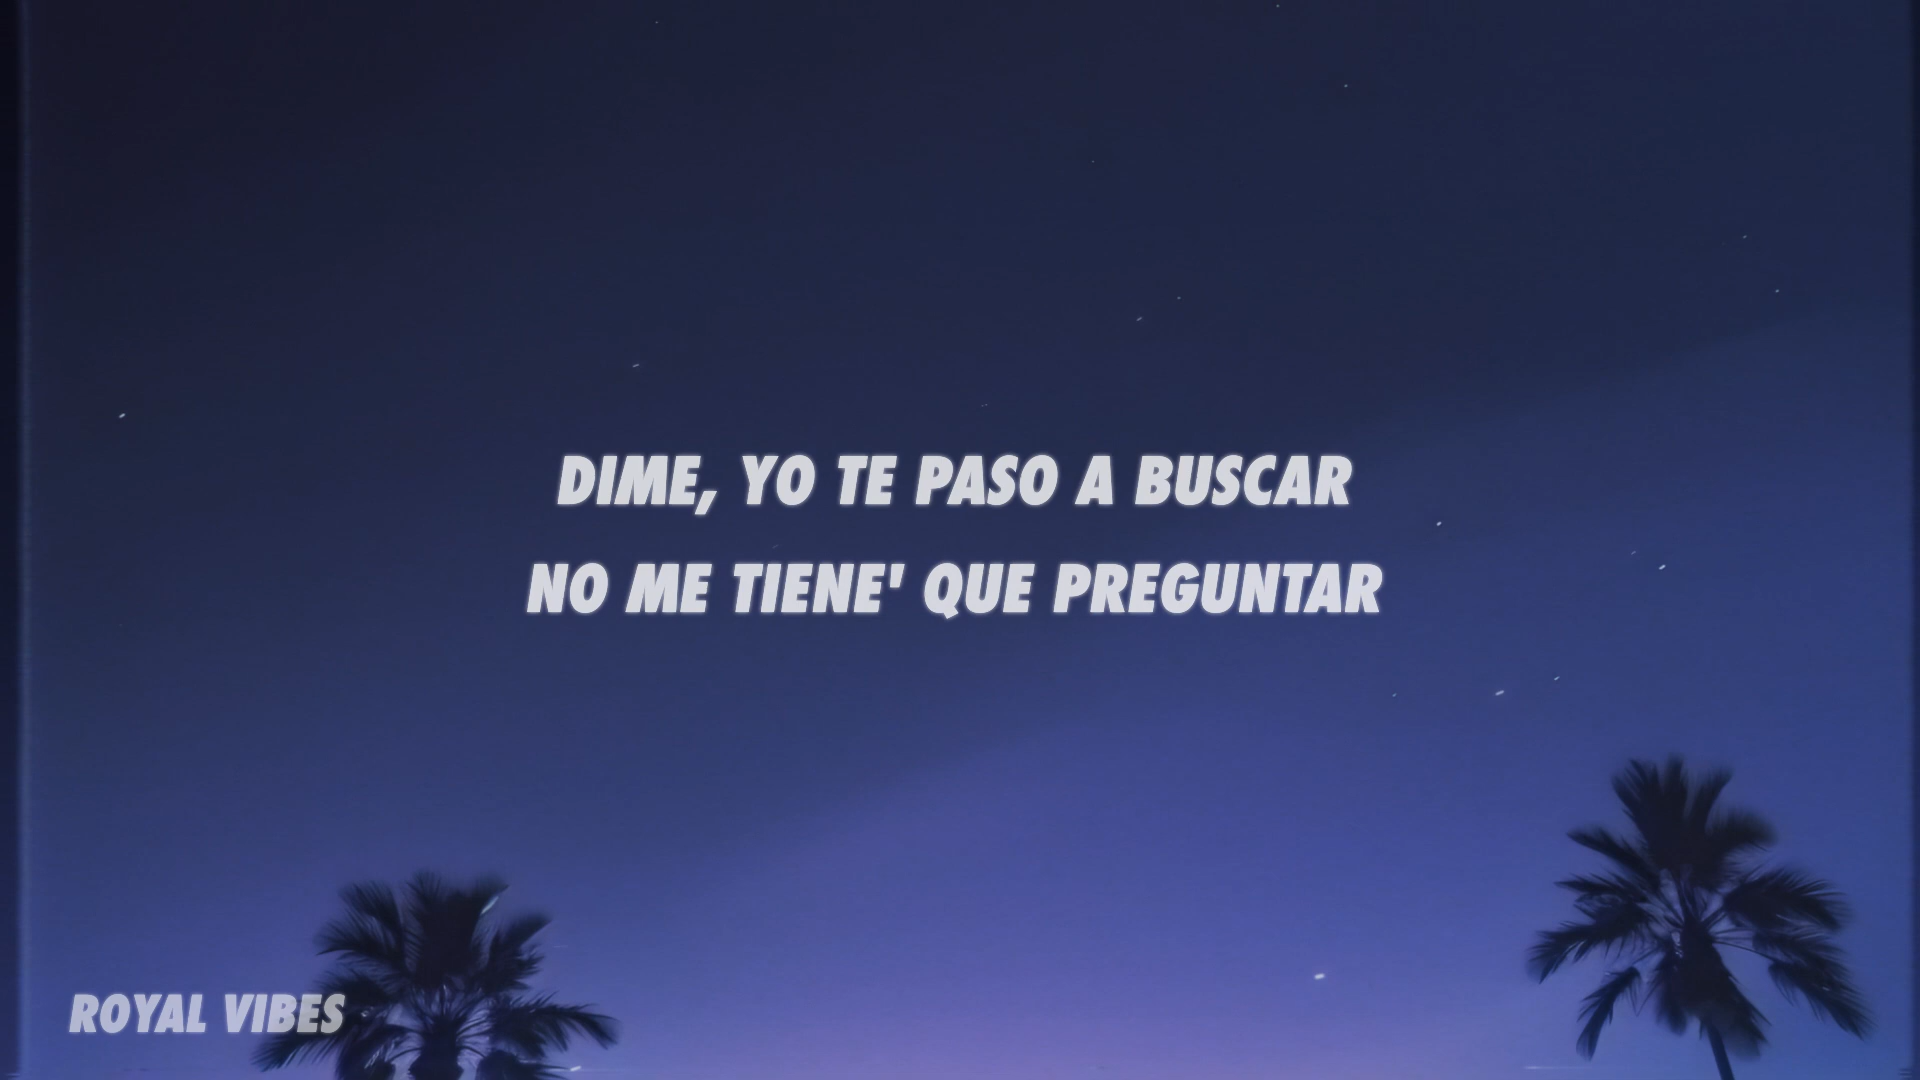 DIME, YO TE PASO A BUSCAR
NO ME TIENE' QUE PREGUNTAR
ROYAL VIBES